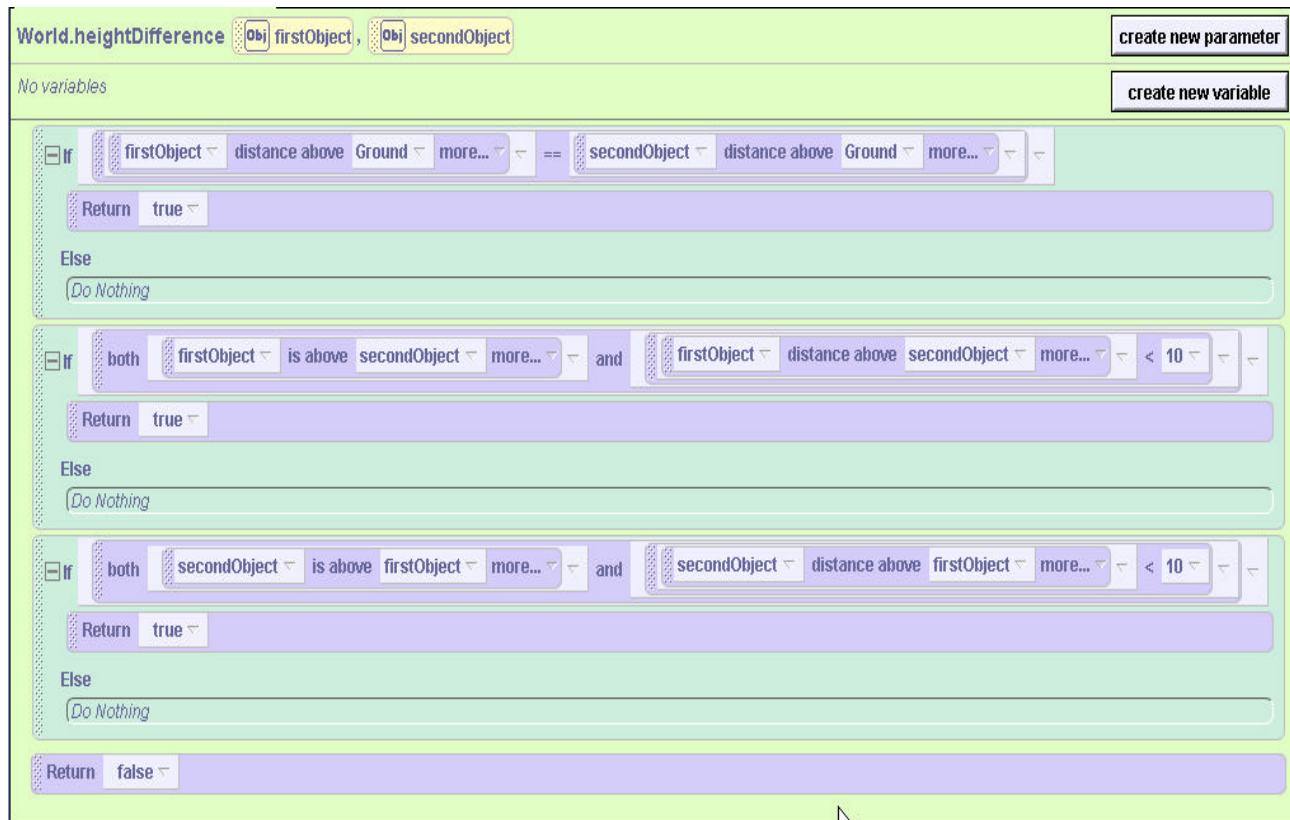 World.heightDifference Obj firstObject, Obj secondObject create new parameter
No variables create new variable
If firstObject distance above Ground more... == secondObject distance above Ground more...
Return true
Else
Do Nothing
If both firstObject is above secondObject more... and firstObject distance above secondObject more... < 10
Return true
Else
Do Nothing
If both secondObject is above firstObject more... and secondObject distance above firstObject more... < 10
Return true
Else
Do Nothing
Return false